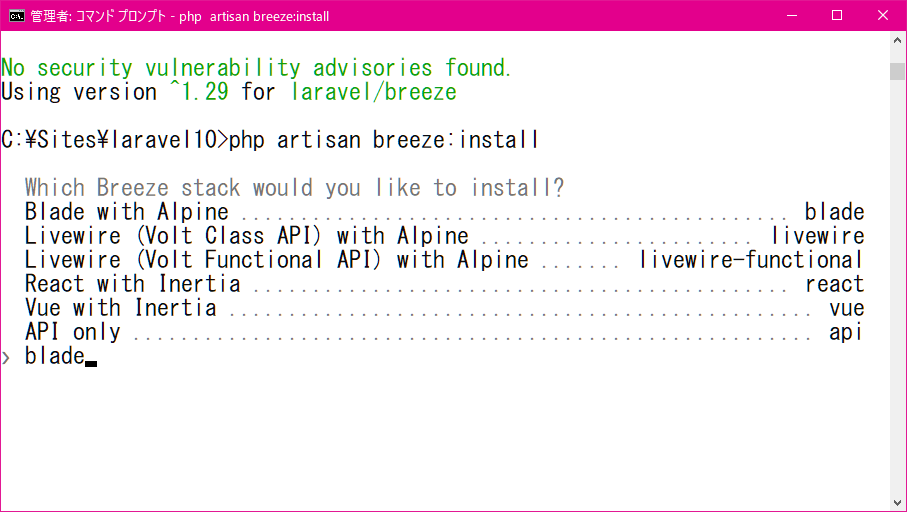 管理者: コマンド プロンプト - php  artisan breeze:install
No security vulnerability advisories found.
Using version ^1.29 for laravel/breeze
C:¥Sites¥laravel10>php artisan breeze:install
Which Breeze stack would you like to install?
Blade with Alpine .............................................. blade
Livewire (Volt Class API) with Alpine ....................... livewire
Livewire (Volt Functional API) with Alpine ....... livewire-functional
React with Inertia ............................................. react
Vue with Inertia ................................................. vue
API only ......................................................... api
› blade